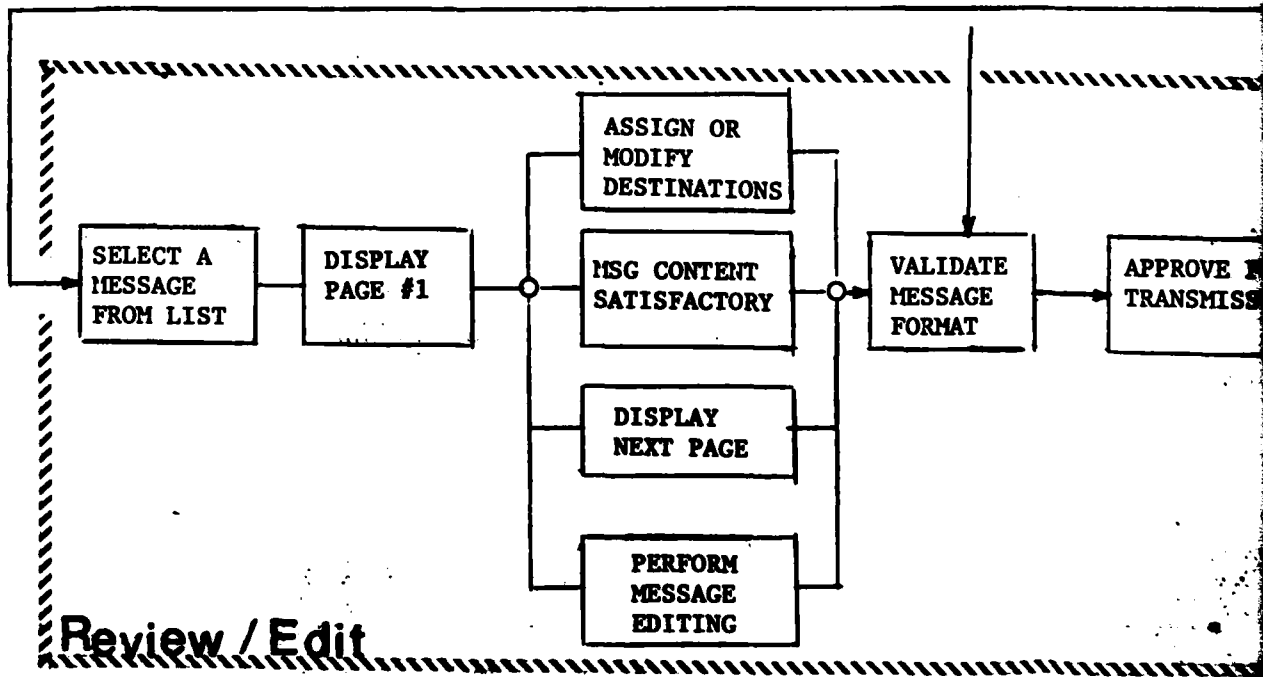 ASSIGN OR
MODIFY
DESTINATIONS
SELECT A
MESSAGE
FROM LIST
DISPLAY
PAGE #1
MSG CONTENT
SATISFACTORY
VALIDATE
MESSAGE
FORMAT
APPROVE
DISPLAY
NEXT PAGE
PERFORM
MESSAGE
EDITING
Review / Edit